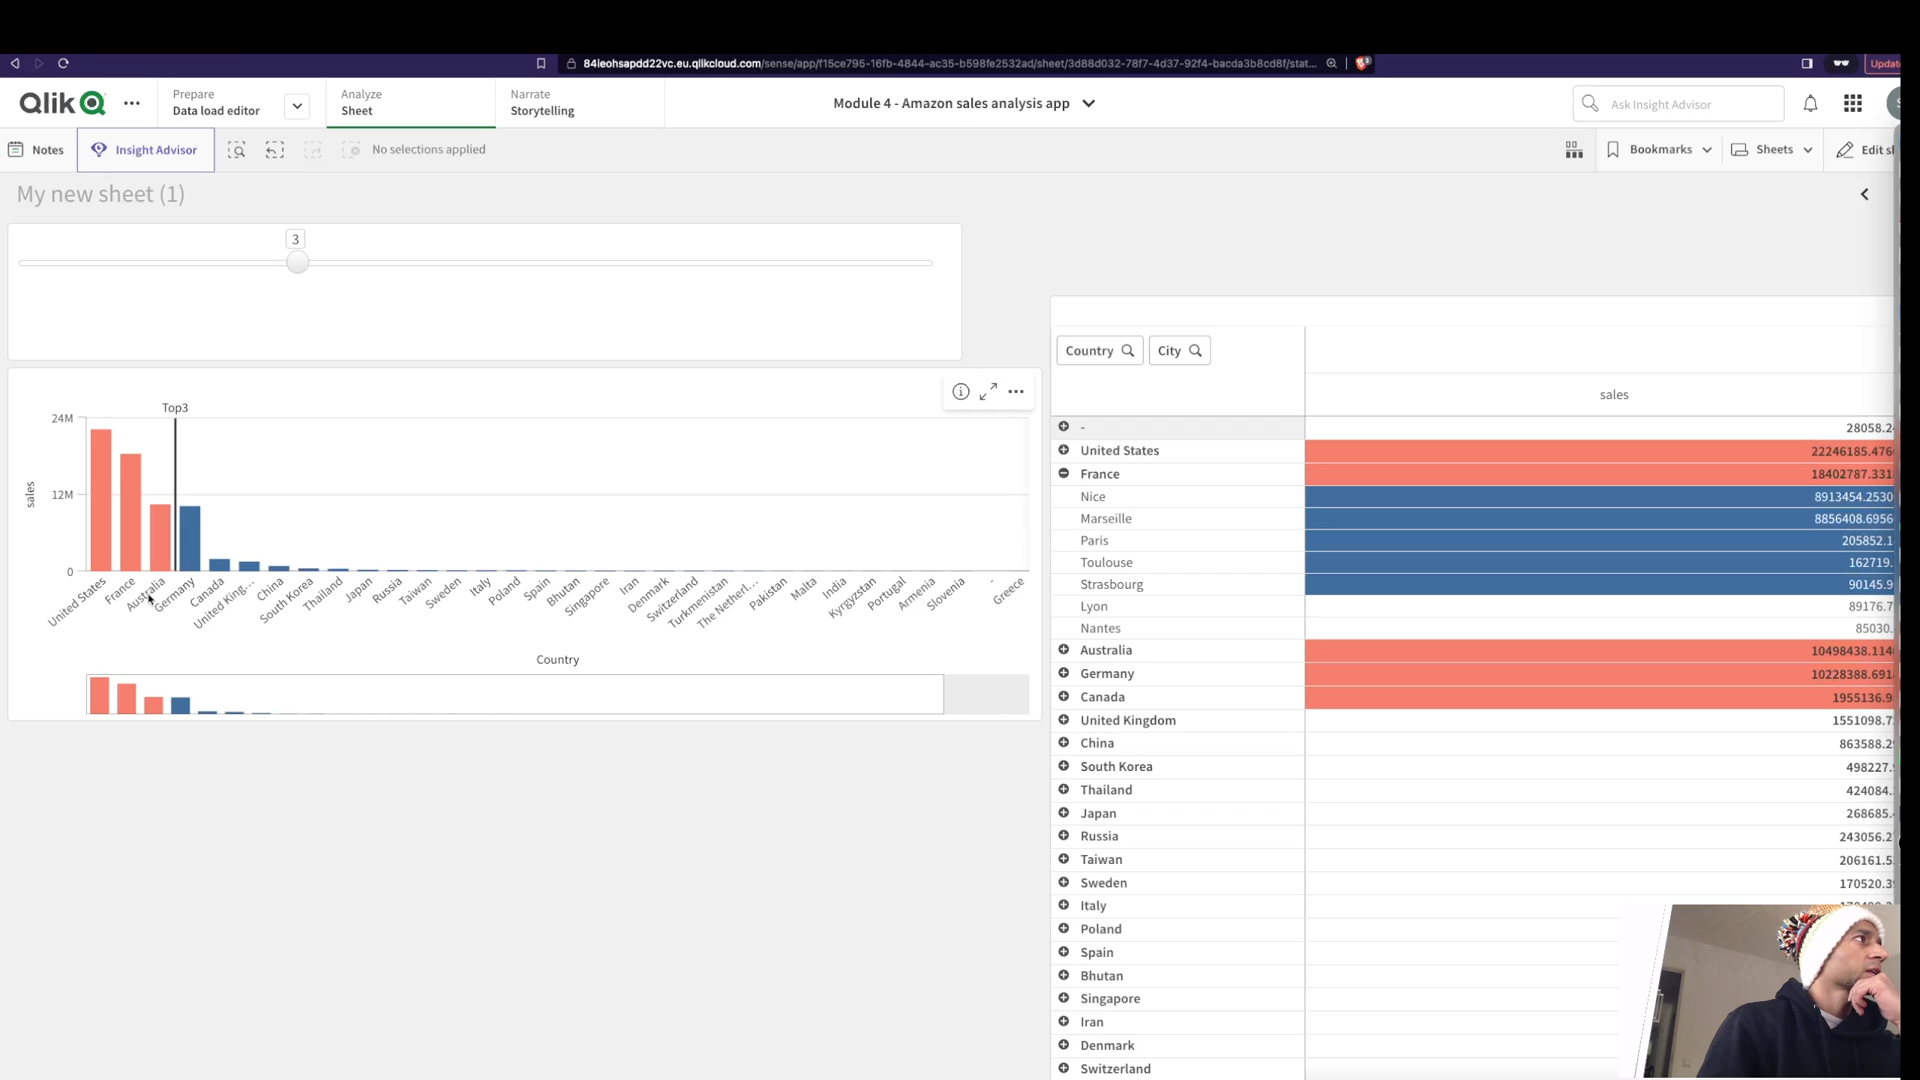 84ieohsapdd22vc.eu.qlikcloud.com/sense/app/f15ce795-16fb-4844-ac35-b598fe2532ad/sheet/3d88d032-78f7-4d37-92f4-bacda3b8cd8f/stat...
Updat
Qlik
Prepare
Data load editor
Analyze
Sheet
Narrate
Storytelling
Module 4 - Amazon sales analysis app
Ask Insight Advisor
Notes
Insight Advisor
No selections applied
Bookmarks
Sheets
Edit sl
My new sheet (1)
3
Top3
24M
12M
0
sales
United States
France
Australia
Germany
Canada
United King...
China
South Korea
Thailand
Japan
Russia
Taiwan
Sweden
Italy
Poland
Spain
Bhutan
Singapore
Iran
Denmark
Switzerland
Turkmenistan
The Netherl...
Pakistan
Malta
India
Kyrgyzstan
Portugal
Armenia
Slovenia
-
Greece
Country
Country
City
sales
- 28058.2
United States 22246185.476
France 18402787.331
Nice 8913454.2530
Marseille 8856408.6956
Paris 205852.1
Toulouse 162719.
Strasbourg 90145.9
Lyon 89176.7
Nantes 85030.
Australia 10498438.114
Germany 10228388.691
Canada 1955136.9
United Kingdom 1551098.7
China 863588.2
South Korea 498227.
Thailand 424084.
Japan 268685.
Russia 243056.2
Taiwan 206161.5
Sweden 170520.3
Italy
Poland
Spain
Bhutan
Singapore
Iran
Denmark
Switzerland